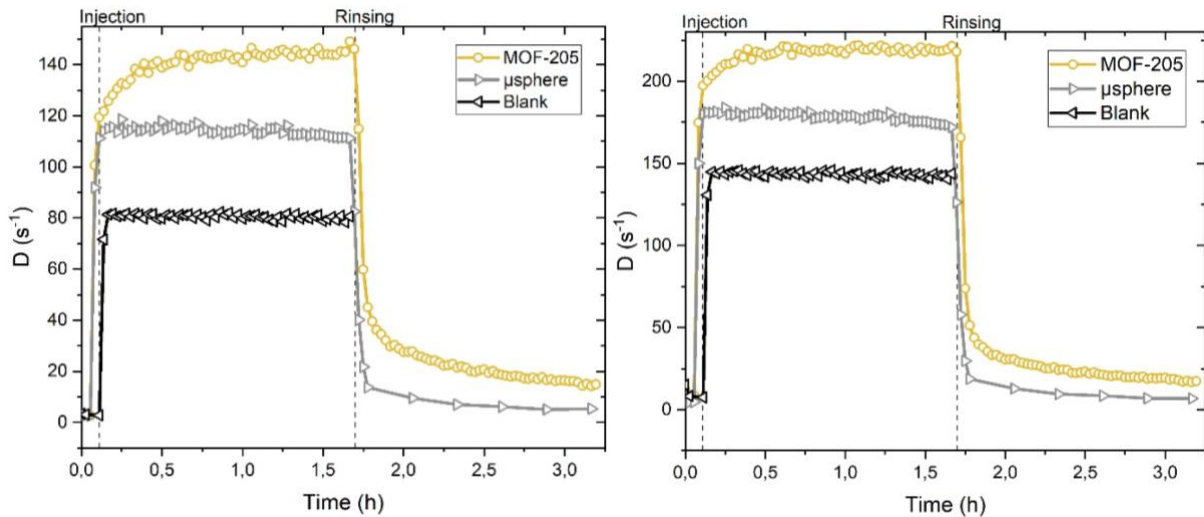 Injection Rinsing
MOF-205
µsphere
Blank
140
120
100
80
60
40
20
0
D (s⁻¹)
0,0 0,5 1,0 1,5 2,0 2,5 3,0
Time (h)
Injection Rinsing
MOF-205
µsphere
Blank
200
150
100
50
0
D (s⁻¹)
0,0 0,5 1,0 1,5 2,0 2,5 3,0
Time (h)